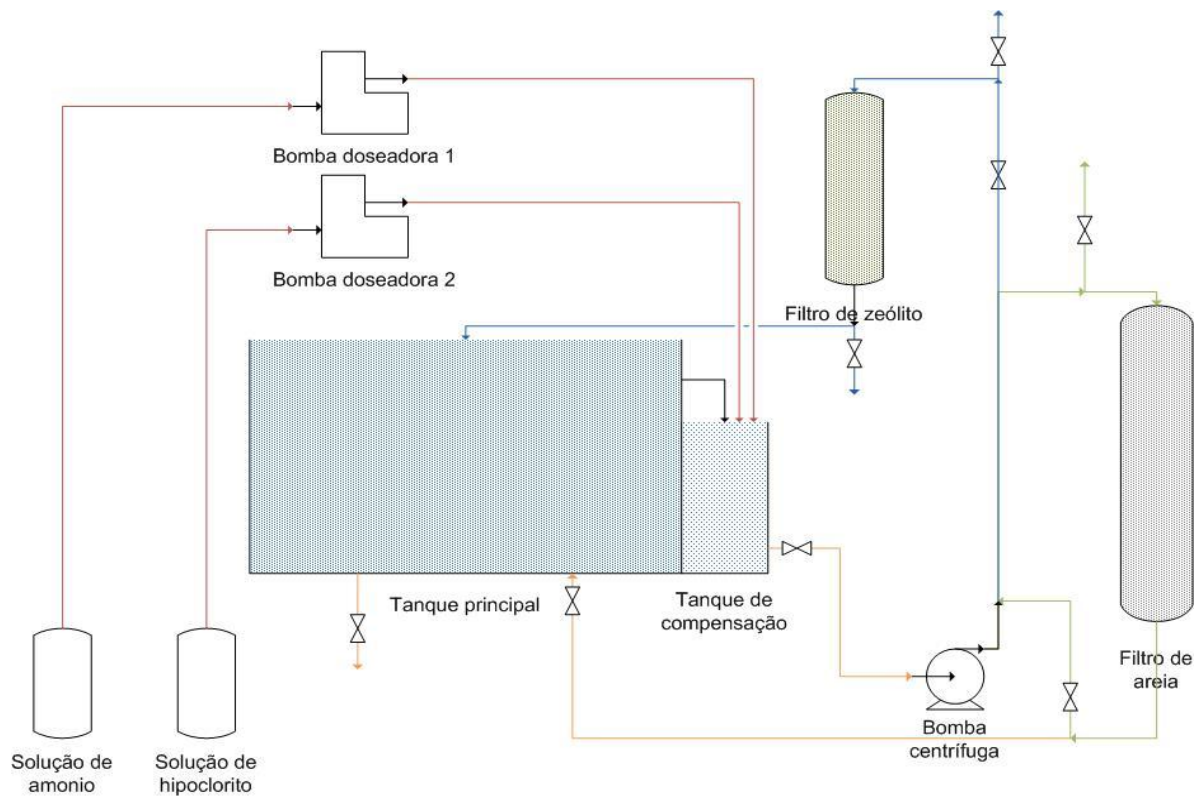 Bomba doseadora 1
Bomba doseadora 2
Filtro de zeólito
Tanque principal
Tanque de
compensação
Filtro de
areia
Bomba
centrífuga
Solução de
amonio
Solução de
hipoclorito